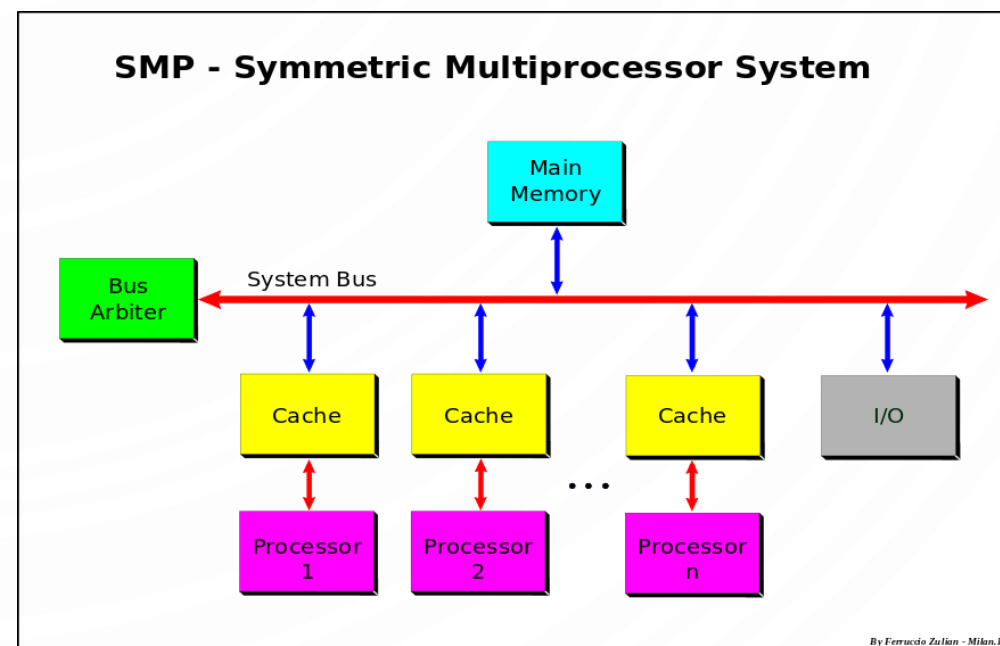 SMP - Symmetric Multiprocessor System
Main
Memory
System Bus
Bus
Arbiter
Cache
Cache
Cache
I/O
...
Processor
1
Processor
2
Processor
n
By Ferruccio Zulian - Milan.